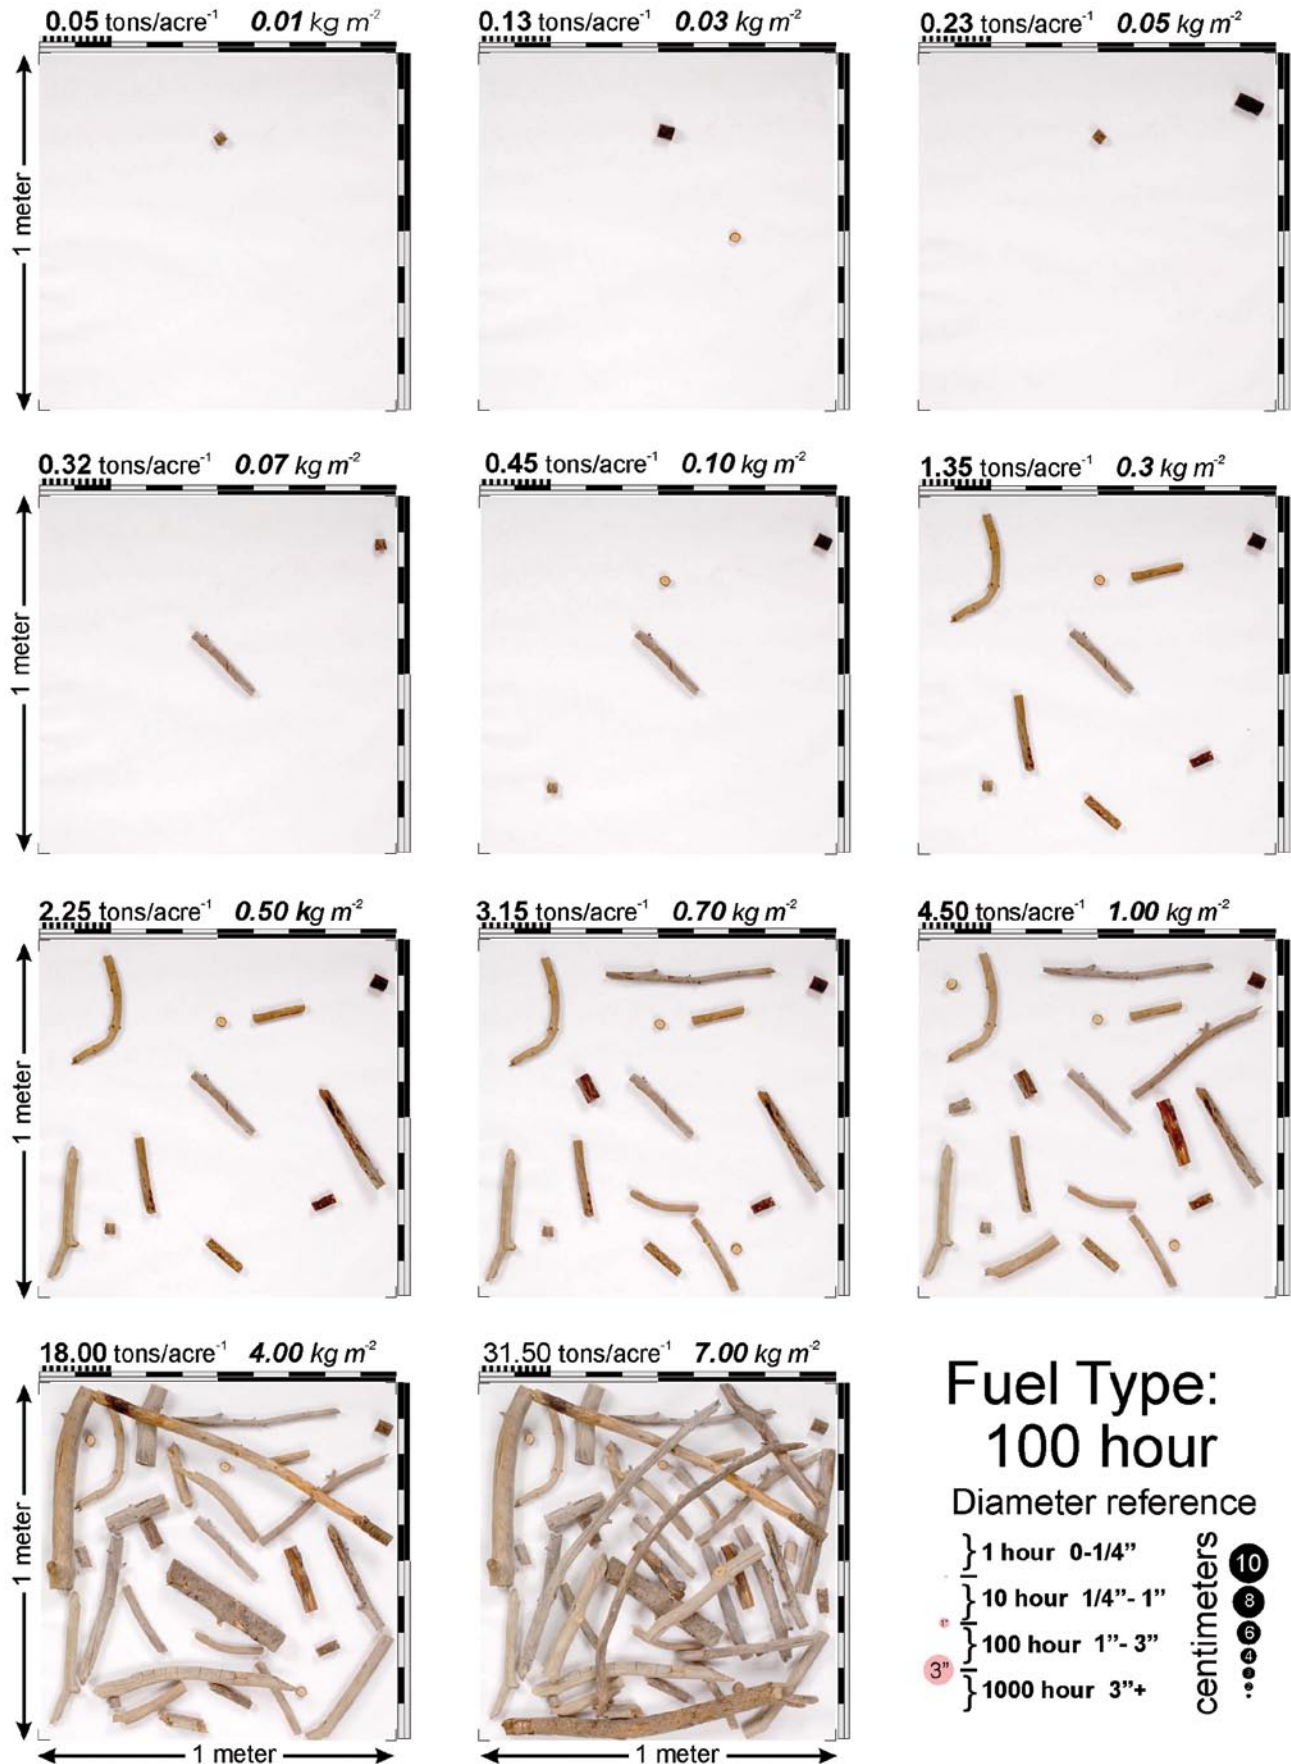 0.05 tons/acre⁻¹ 0.01 kg m⁻²
0.13 tons/acre⁻¹ 0.03 kg m⁻²
0.23 tons/acre⁻¹ 0.05 kg m⁻²
1 meter
0.32 tons/acre⁻¹ 0.07 kg m⁻²
0.45 tons/acre⁻¹ 0.10 kg m⁻²
1.35 tons/acre⁻¹ 0.3 kg m⁻²
1 meter
2.25 tons/acre⁻¹ 0.50 kg m⁻²
3.15 tons/acre⁻¹ 0.70 kg m⁻²
4.50 tons/acre⁻¹ 1.00 kg m⁻²
1 meter
18.00 tons/acre⁻¹ 4.00 kg m⁻²
31.50 tons/acre⁻¹ 7.00 kg m⁻²
1 meter
1 meter
1 meter
Fuel Type:
100 hour
Diameter reference
1 hour 0-1/4"
10 hour 1/4"- 1"
1"
100 hour 1"- 3"
3"
1000 hour 3"+
centimeters
10
8
6
4